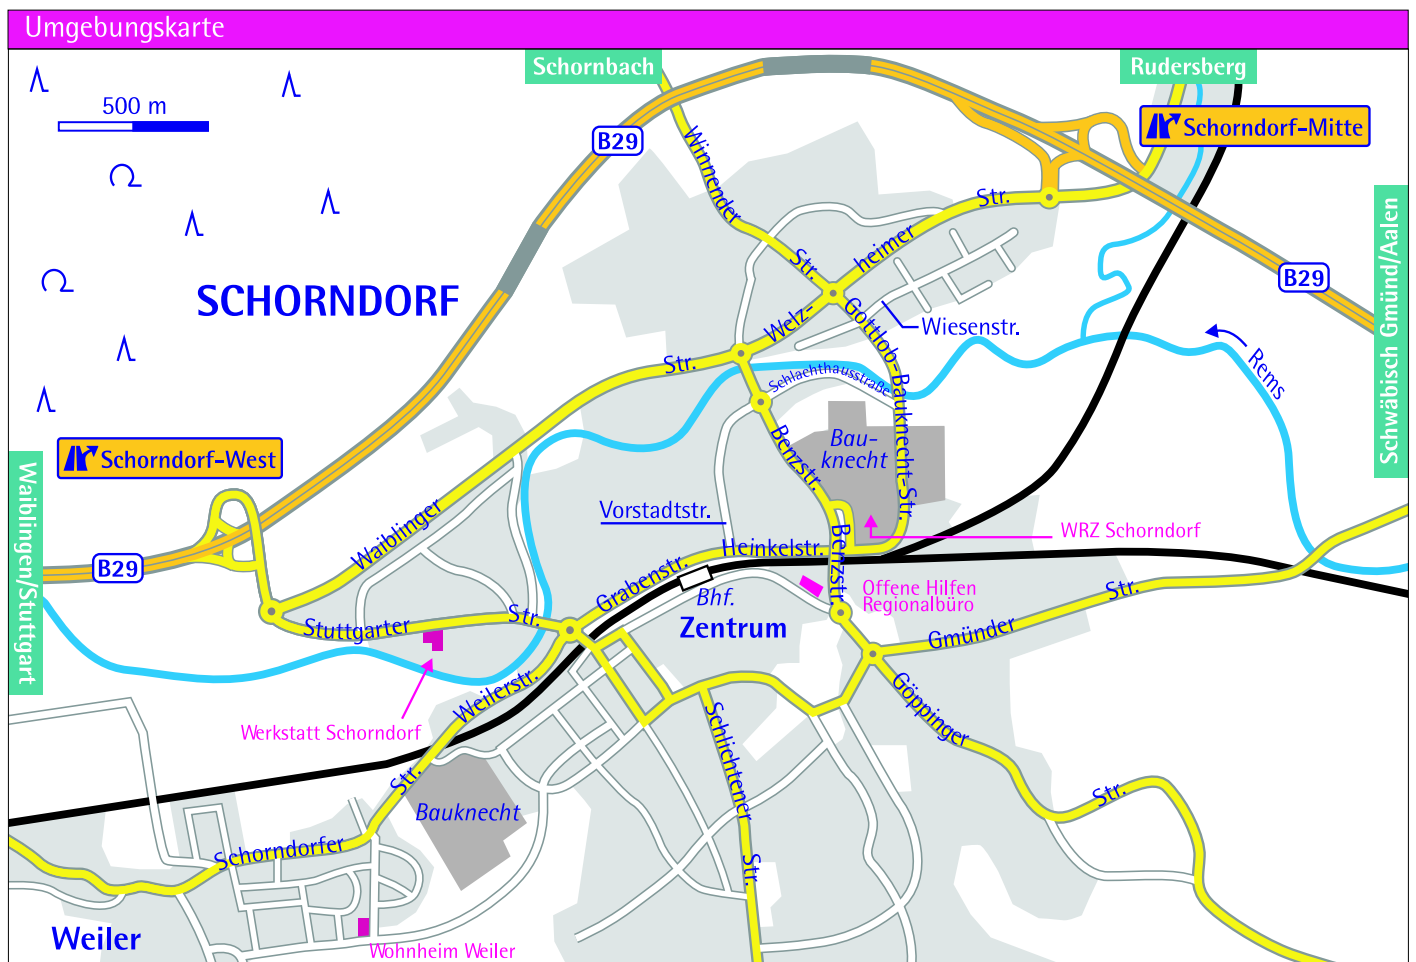 Umgebungskarte
Schornbach
Rudersberg
500 m
B29
Schorndorf-Mitte
Winnender
Str.
Str.
heimer
Schwäbisch Gmünd/Aalen
B29
SCHORNDORF
Welz-
Gottlob-Bauknecht-Str.
Wiesenstr.
Rems
Str.
Schlachthausstraße
Schorndorf-West
Waiblingen/Stuttgart
Benzstr.
Bau-
knecht
Vorstadtstr.
Waiblinger
Heinkelstr.
WRZ Schorndorf
B29
Grabenstr.
Benzstr.
Bhf.
Offene Hilfen
Regionalbüro
Str.
Stuttgarter
Str.
Zentrum
Gmünder
Weilerstr.
Göppinger
Werkstatt Schorndorf
Schlichtener
Str.
Str.
Bauknecht
Schorndorfer
Str.
Weiler
Wohnheim Weiler